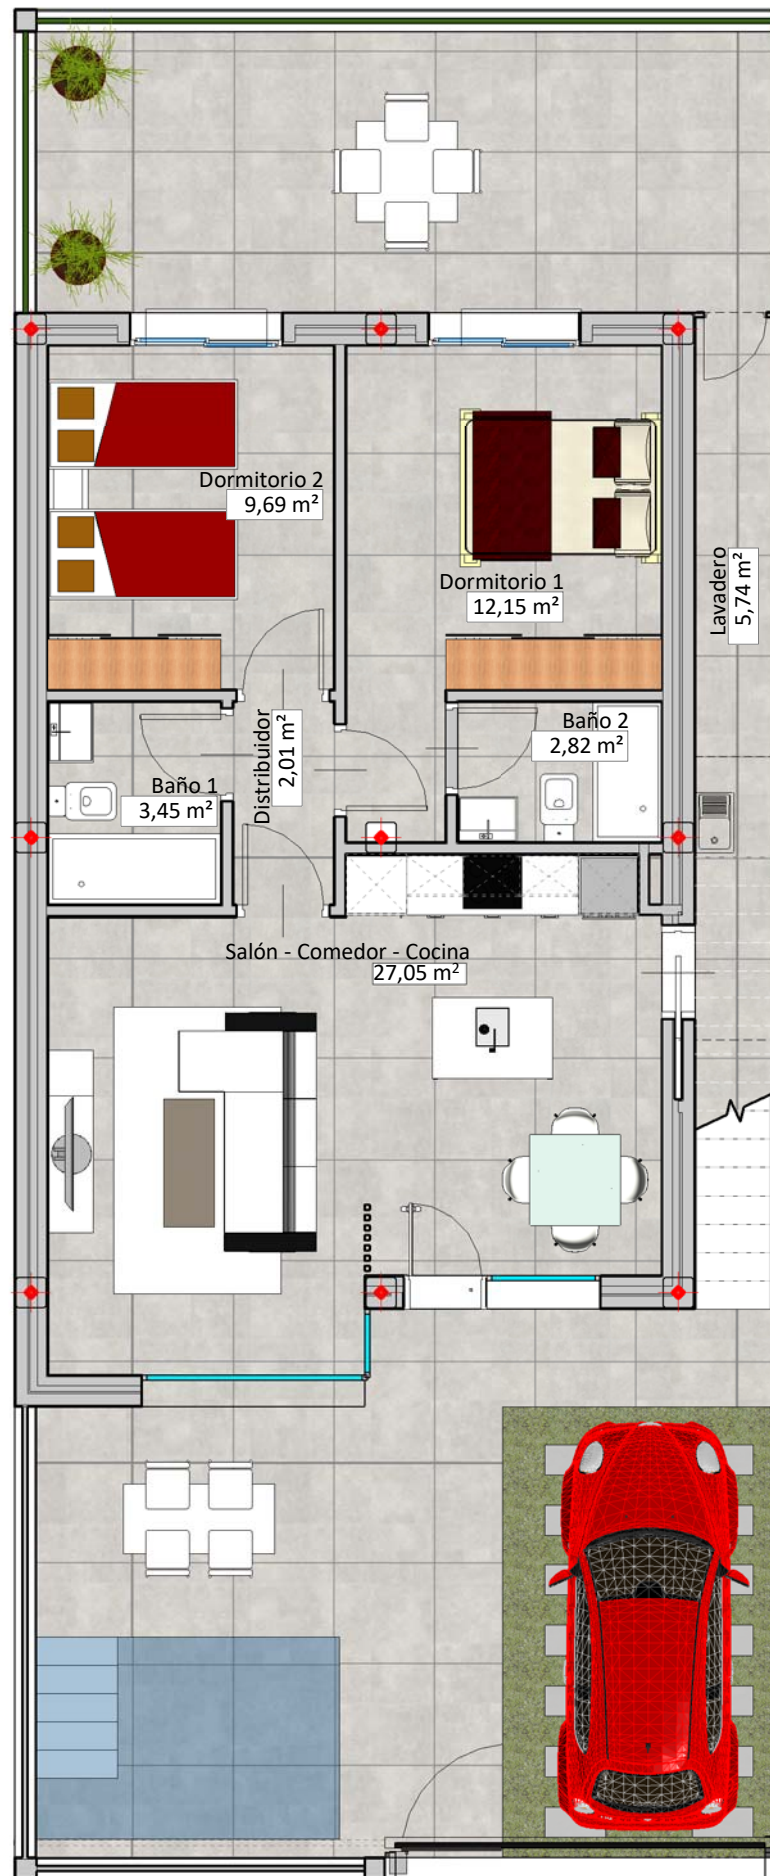 Dormitorio 2
9,69 m²
Dormitorio 1
12,15 m²
Lavadero
5,74 m²
Distribuidor
2,01 m²
Baño 2
2,82 m²
Baño 1
3,45 m²
Salón - Comedor - Cocina
27,05 m²